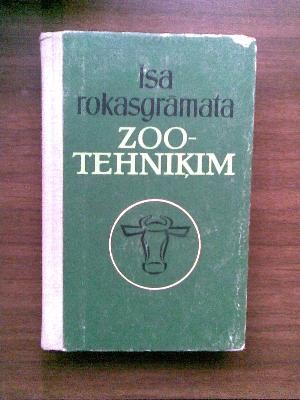 Īsa
rokasgrāmata
ZOO-
TEHNIĶIM